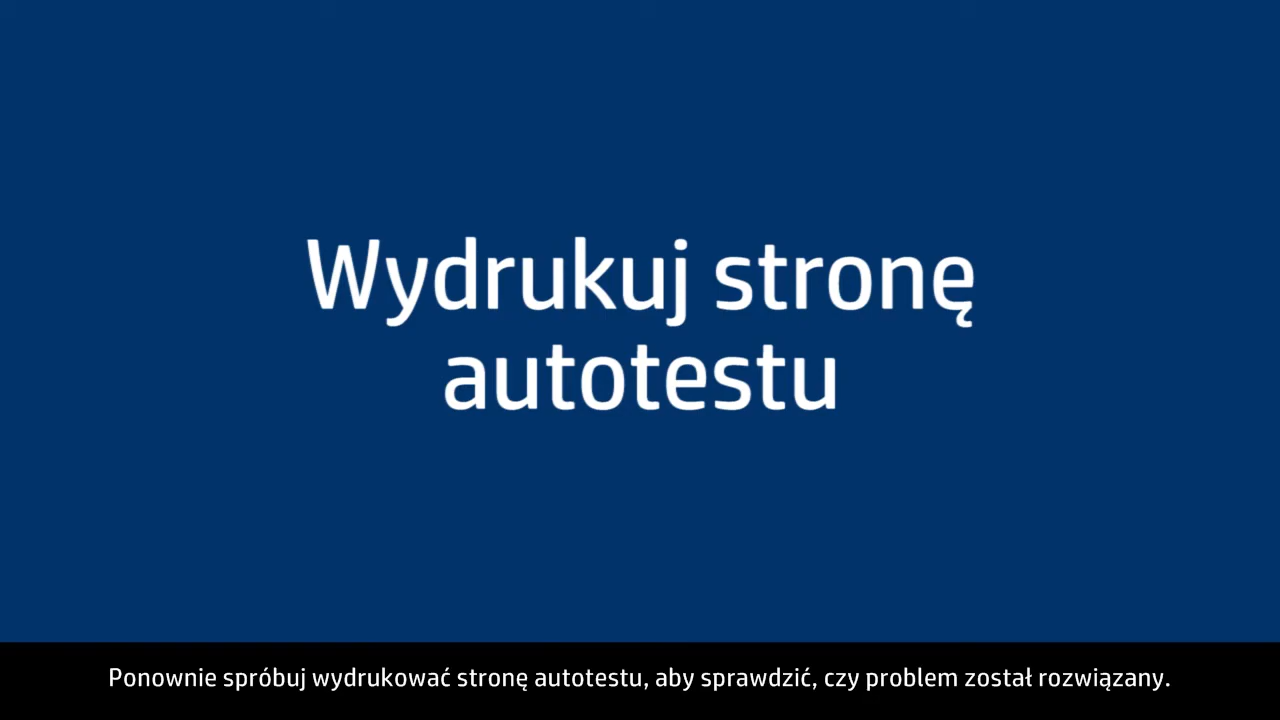 Wydrukuj stronę
autotestu
Ponownie spróbuj wydrukować stronę autotestu, aby sprawdzić, czy problem został rozwiązany.